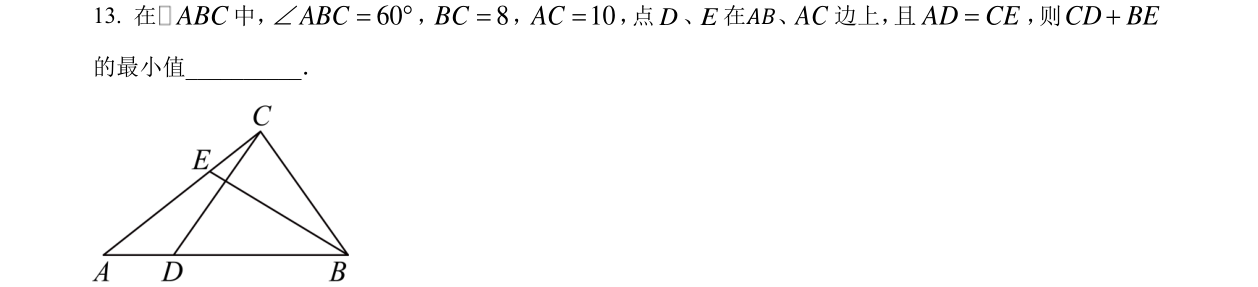 13. 在□ABC中,∠ABC=60°,BC=8,AC=10,点D、E在AB、AC边上,且AD=CE,则CD+BE
的最小值__________.
C
E
A D B